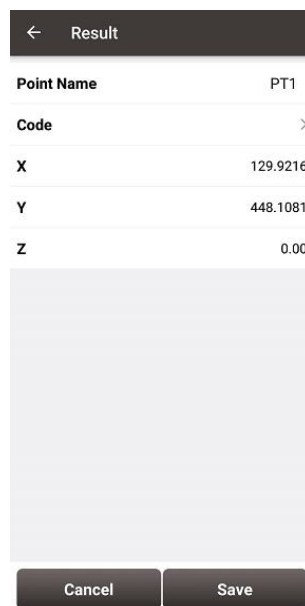 Result
Point Name PT1
Code
X 129.9216
Y 448.1081
Z 0.00
Cancel Save